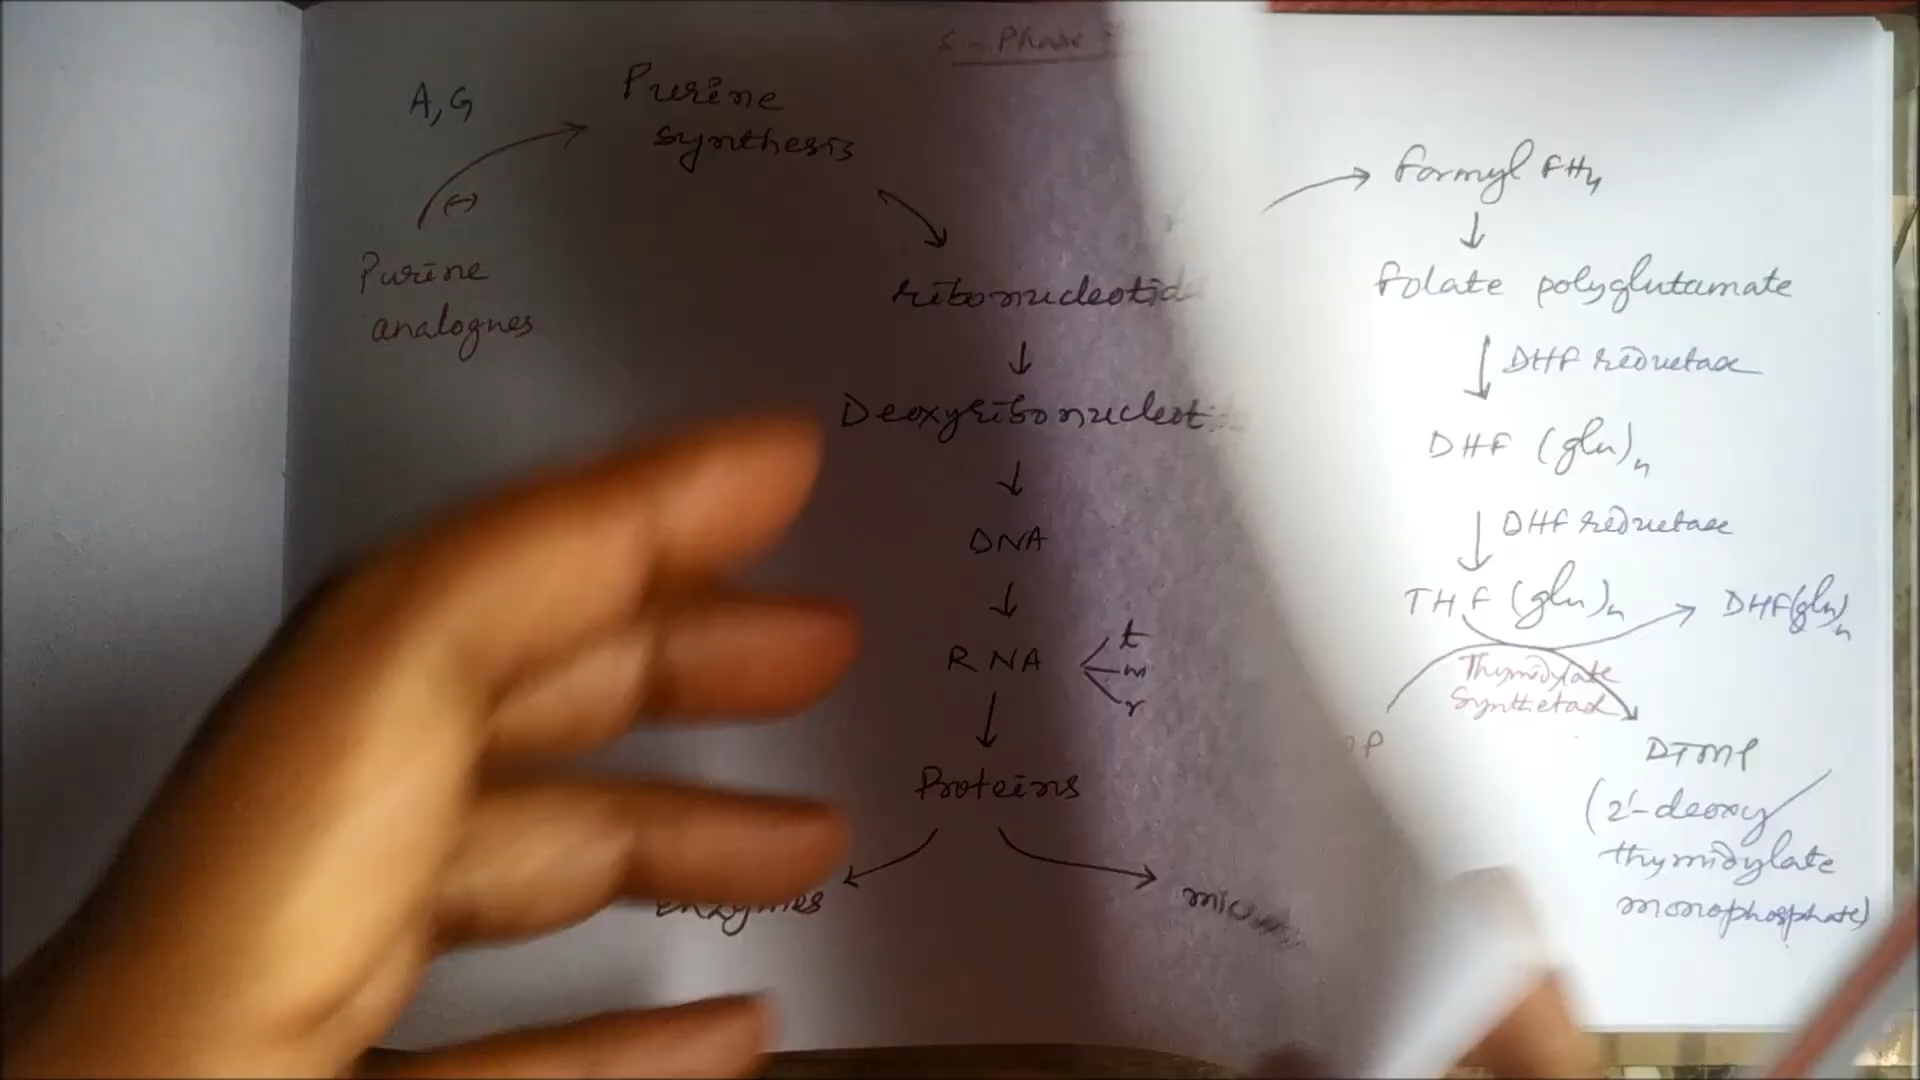 S-Phase
A, G
Purine
synthesis
(-)
Purine
analogues
DNA
RNA
t
m
r
Proteins
enzymes
Formyl FH4
Folate polyglutamate
DHF reductase
DHF (glu)n
DHF reductase
THF (glu)n
DHF(glu)n
Thymidylate
DTMP
(2'-deoxy
thymidylate
monophosphate)